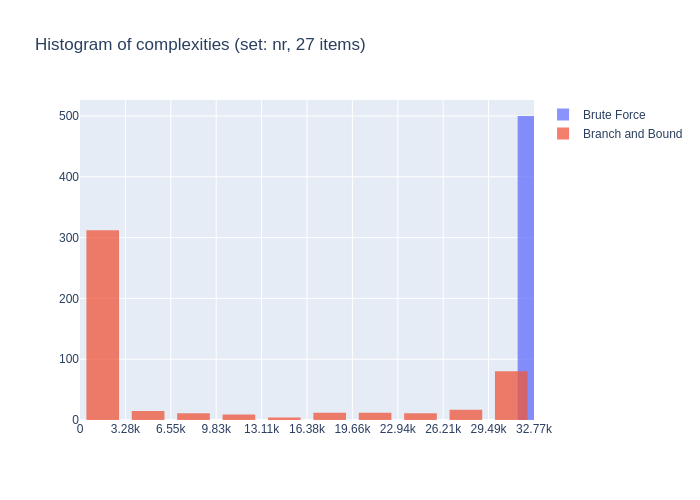 Histogram of complexities (set: nr, 27 items)
Brute Force
Branch and Bound
500
400
300
200
100
0
0 3.28k 6.55k 9.83k 13.11k 16.38k 19.66k 22.94k 26.21k 29.49k 32.77k